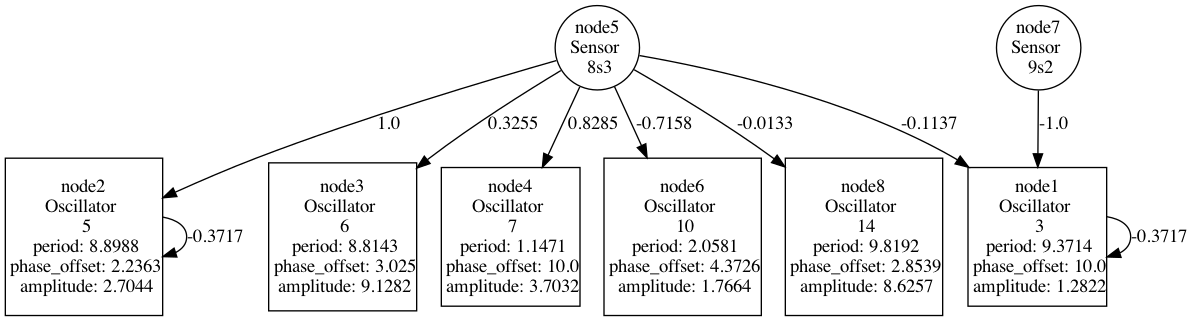 node5
Sensor
8s3
node7
Sensor
9s2
1.0
0.3255
0.8285
-0.7158
-0.0133
-0.1137
-1.0
node2
Oscillator
5
period: 8.8988
phase_offset: 2.2363
amplitude: 2.7044
-0.3717
node3
Oscillator
6
period: 8.8143
phase_offset: 3.025
amplitude: 9.1282
node4
Oscillator
7
period: 1.1471
phase_offset: 10.0
amplitude: 3.7032
node6
Oscillator
10
period: 2.0581
phase_offset: 4.3726
amplitude: 1.7664
node8
Oscillator
14
period: 9.8192
phase_offset: 2.8539
amplitude: 8.6257
node1
Oscillator
3
period: 9.3714
phase_offset: 10.0
amplitude: 1.2822
-0.3717